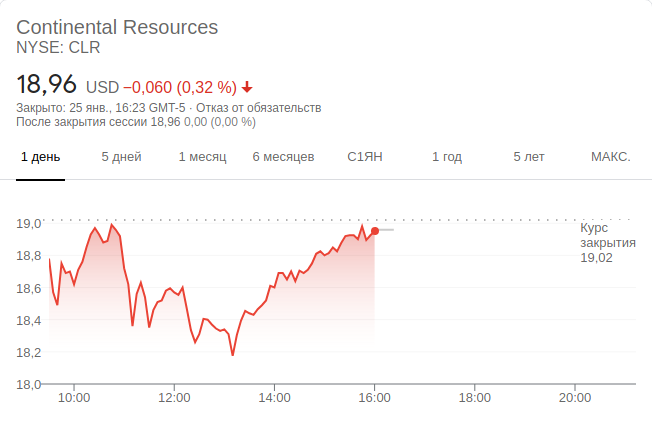 Continental Resources
NYSE: CLR
18,96 USD −0,060 (0,32 %)
Закрыто: 25 янв., 16:23 GMT-5 · Отказ от обязательств
После закрытия сессии 18,96 0,00 (0,00 %)
1 день 5 дней 1 месяц 6 месяцев С1ЯН 1 год 5 лет МАКС.
19,0
Курс
закрытия
19,02
18,8
18,6
18,4
18,2
18,0
10:00 12:00 14:00 16:00 18:00 20:00